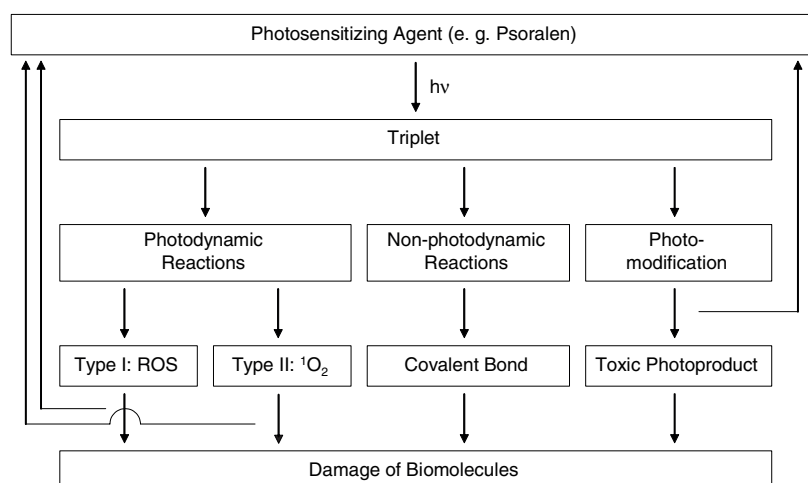 Photosensitizing Agent (e. g. Psoralen)
hν
Triplet
Photodynamic
Reactions
Non-photodynamic
Reactions
Photo-
modification
Type I: ROS
Type II: ¹O₂
Covalent Bond
Toxic Photoproduct
Damage of Biomolecules